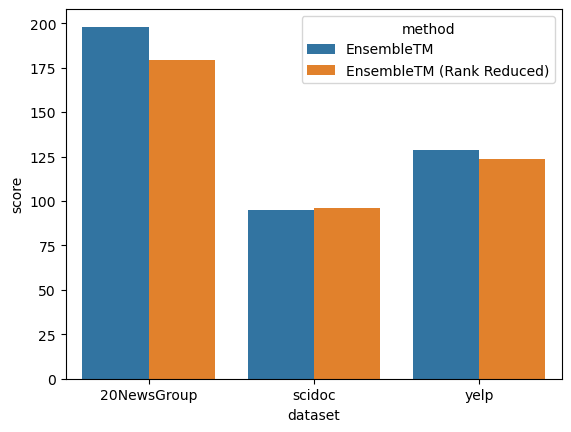 method
EnsembleTM
EnsembleTM (Rank Reduced)
200
175
150
125
100
75
50
25
0
score
20NewsGroup scidoc yelp
dataset